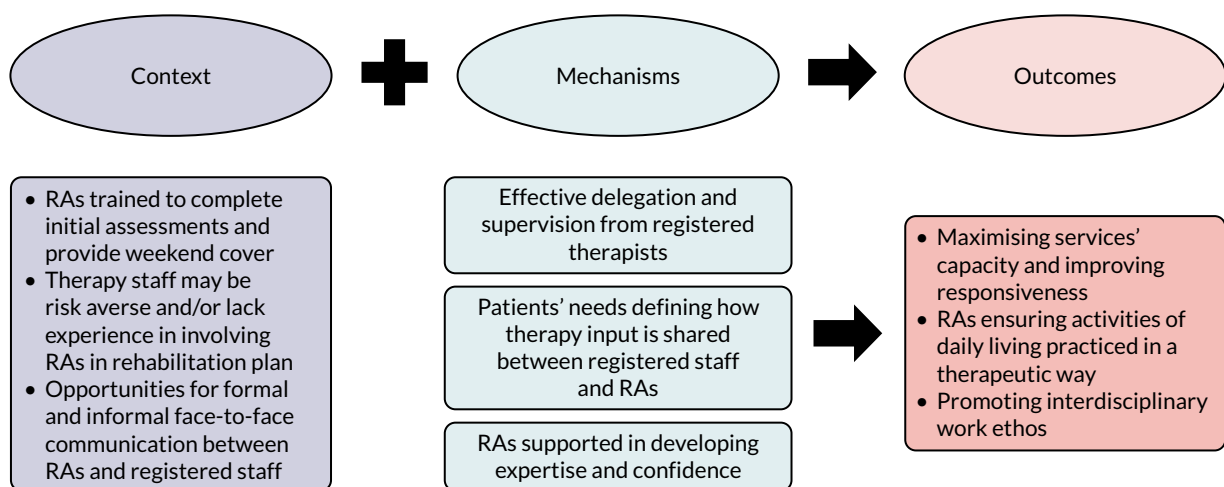 Context
Mechanisms
Outcomes
• RAs trained to complete
initial assessments and
provide weekend cover
• Therapy staff may be
risk averse and/or lack
experience in involving
RAs in rehabilitation plan
• Opportunities for formal
and informal face-to-face
communication between
RAs and registered staff
Effective delegation and
supervision from registered
therapists
Patients’ needs defining how
therapy input is shared
between registered staff
and RAs
RAs supported in developing
expertise and confidence
• Maximising services’
capacity and improving
responsiveness
• RAs ensuring activities of
daily living practiced in a
therapeutic way
• Promoting interdisciplinary
work ethos